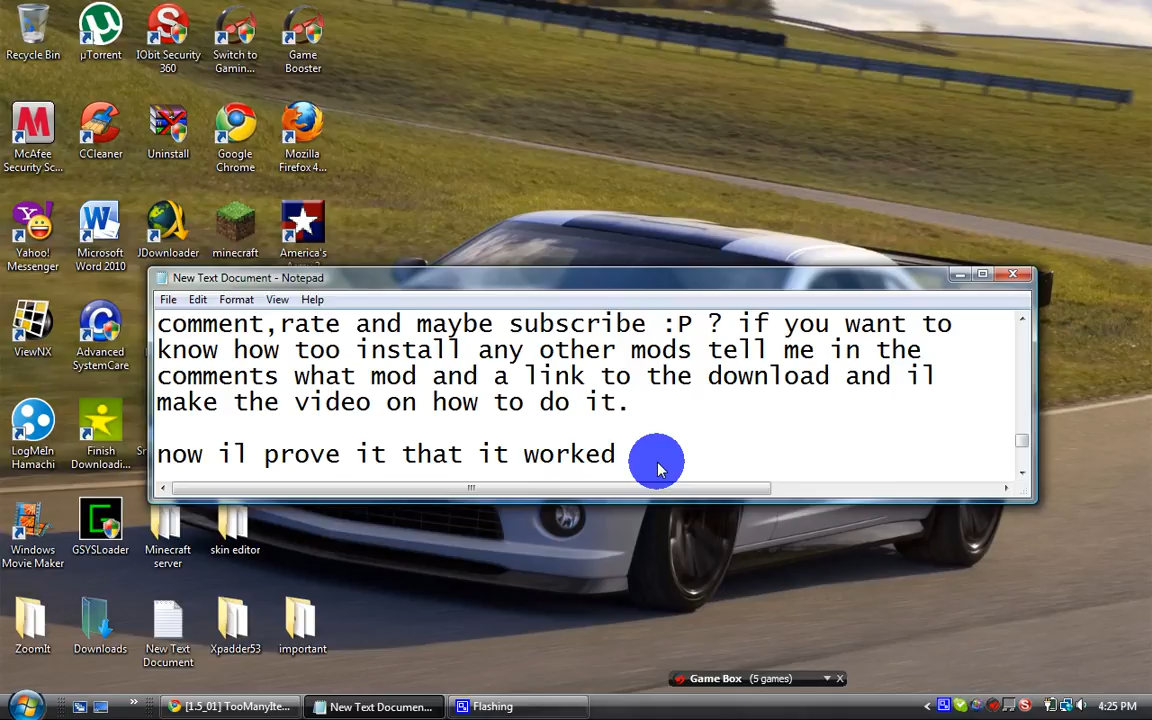 Recycle Bin
µTorrent
IObit Security
360
Switch to
Gamin...
Game
Booster
McAfee
Security Sc...
CCleaner
Uninstall
Google
Chrome
Mozilla
Firefox 4...
Yahoo!
Messenger
Microsoft
Word 2010
JDownloader
minecraft
America's
New Text Document - Notepad
File Edit Format View Help
comment,rate and maybe subscribe :P ? if you want to
know how too install any other mods tell me in the
comments what mod and a link to the download and il
make the video on how to do it.
now il prove it that it worked
ViewNX
Advanced
SystemCare
LogMeIn
Hamachi
Finish
Downloadi...
Windows
Movie Maker
GSYSLoader
Minecraft
server
skin editor
ZoomIt
Downloads
New Text
Document
Xpadder53
important
Game Box (5 games)
[1.5_01] TooManyIte...
New Text Documen...
Flashing
4:25 PM